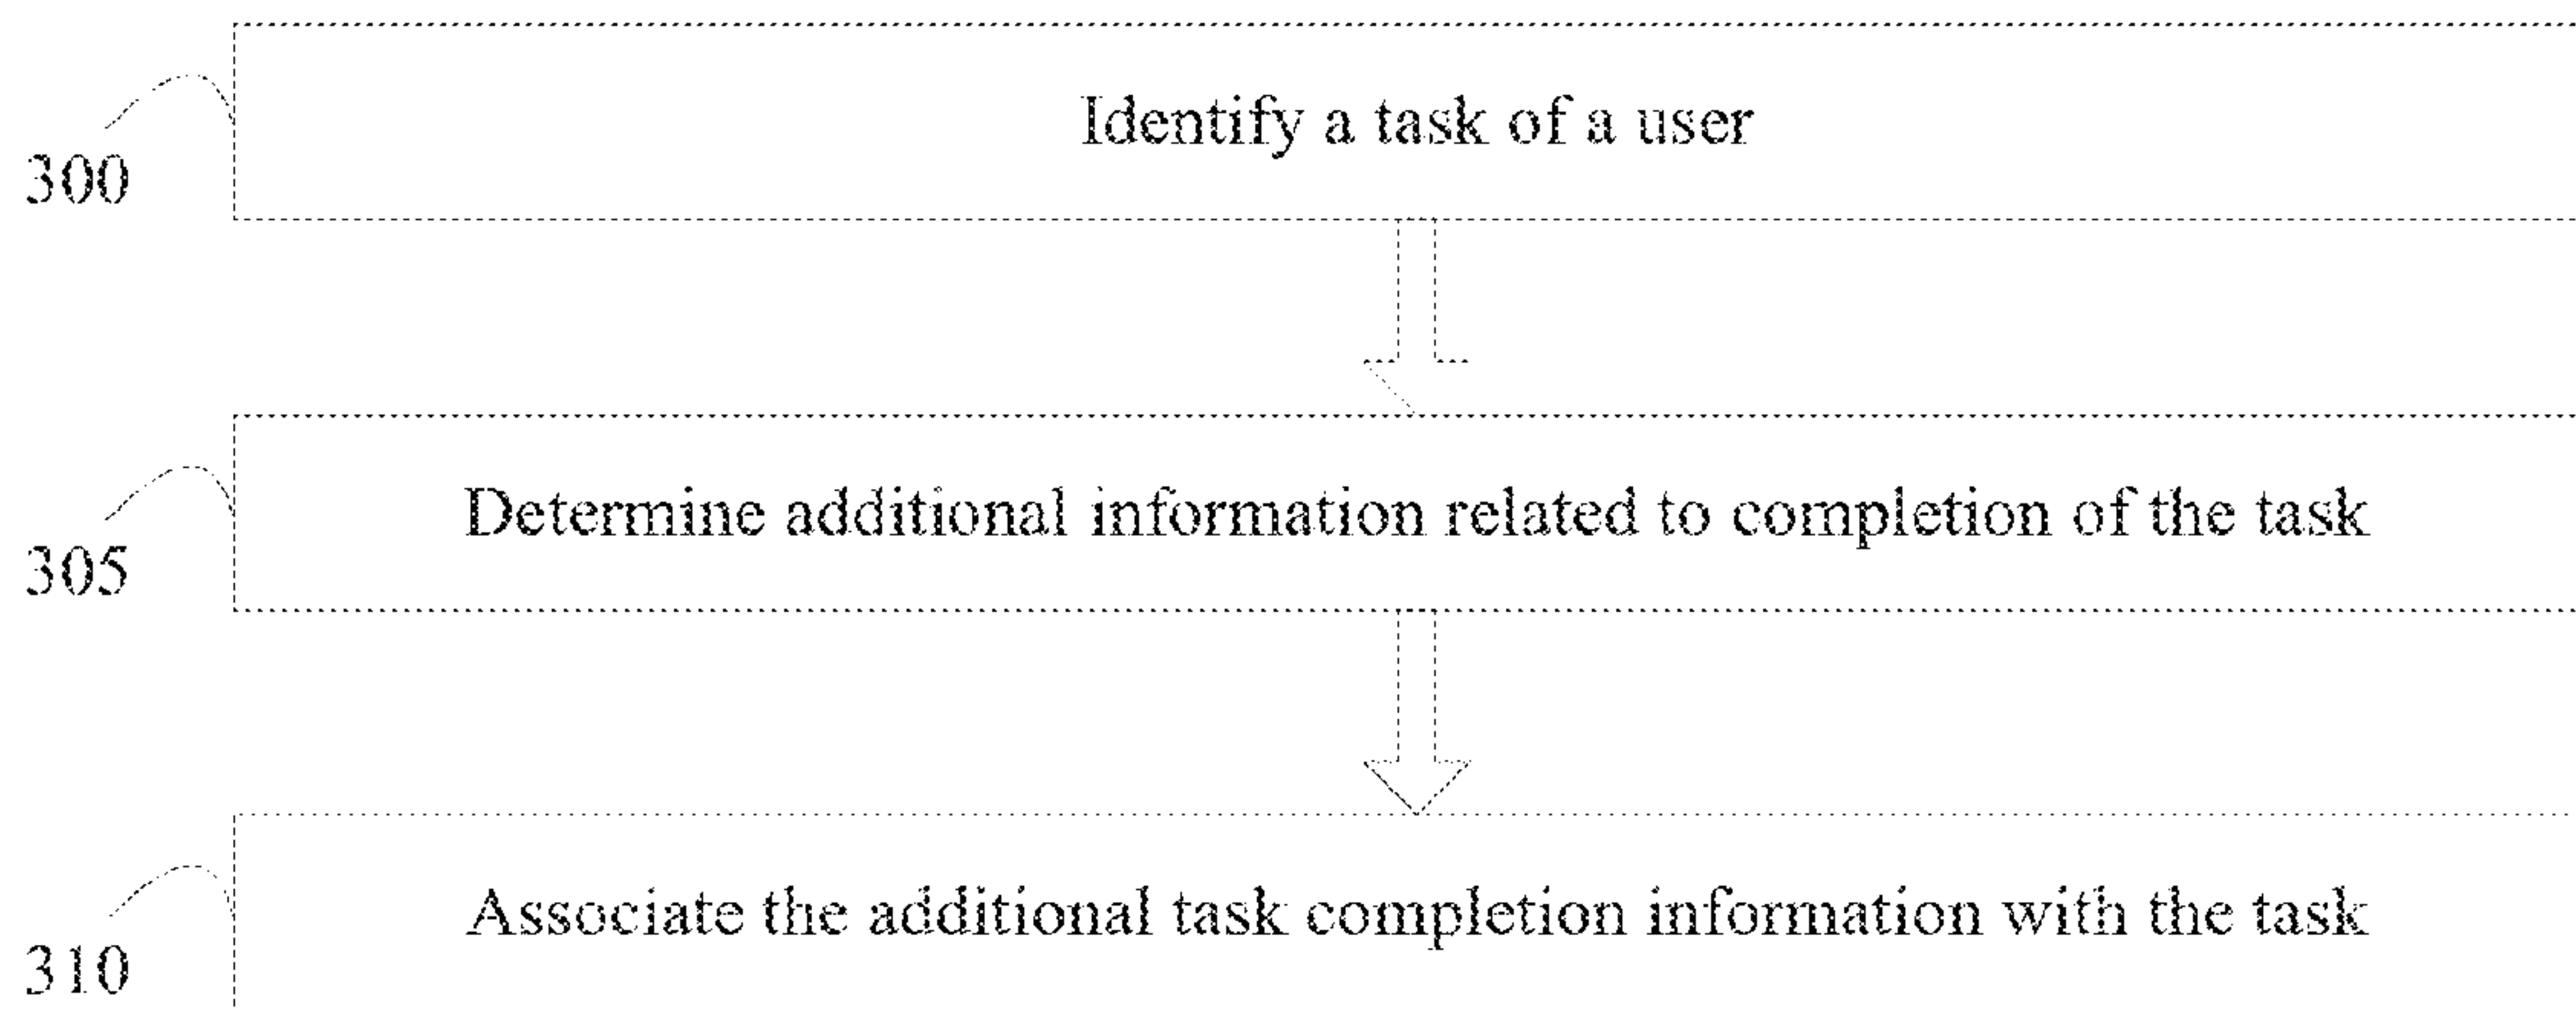 Identify a task of a user
300
Determine additional information related to completion of the task
305
Associate the additional task completion information with the task
310